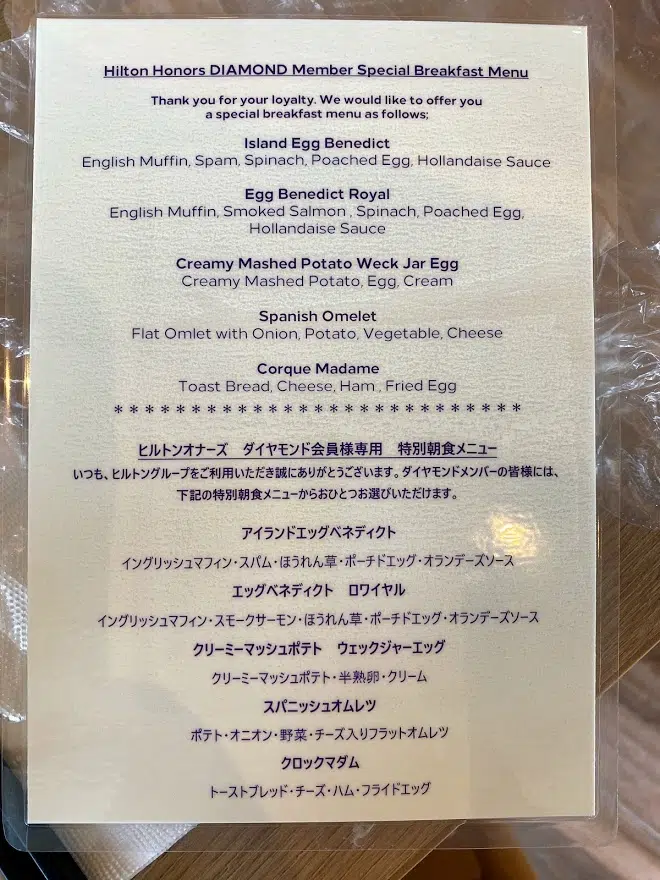 Hilton Honors DIAMOND Member Special Breakfast Menu
Thank you for your loyalty. We would like to offer you
a special breakfast menu as follows;
Island Egg Benedict
English Muffin, Spam, Spinach, Poached Egg, Hollandaise Sauce
Egg Benedict Royal
English Muffin, Smoked Salmon , Spinach, Poached Egg,
Hollandaise Sauce
Creamy Mashed Potato Weck Jar Egg
Creamy Mashed Potato, Egg, Cream
Spanish Omelet
Flat Omlet with Onion, Potato, Vegetable, Cheese
Corque Madame
Toast Bread, Cheese, Ham , Fried Egg
* * * * * * * * * * * * * * * * * * * * * * * * * * *
ヒルトンオナーズ　ダイヤモンド会員様専用　特別朝食メニュー
いつも、ヒルトングループをご利用いただき誠にありがとうございます。ダイヤモンドメンバーの皆様には、
下記の特別朝食メニューからおひとつお選びいただけます。
アイランドエッグベネディクト
イングリッシュマフィン・スパム・ほうれん草・ポーチドエッグ・オランデーズソース
エッグベネディクト　ロワイヤル
イングリッシュマフィン・スモークサーモン・ほうれん草・ポーチドエッグ・オランデーズソース
クリーミーマッシュポテト　ウェックジャーエッグ
クリーミーマッシュポテト・半熟卵・クリーム
スパニッシュオムレツ
ポテト・オニオン・野菜・チーズ入りフラットオムレツ
クロックマダム
トーストブレッド・チーズ・ハム・フライドエッグ